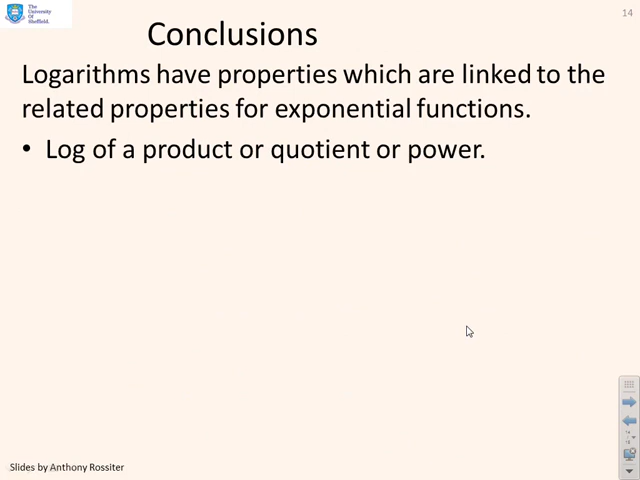 The
University
Of
Sheffield.
14
Conclusions
Logarithms have properties which are linked to the
related properties for exponential functions.
• Log of a product or quotient or power.
Slides by Anthony Rossiter